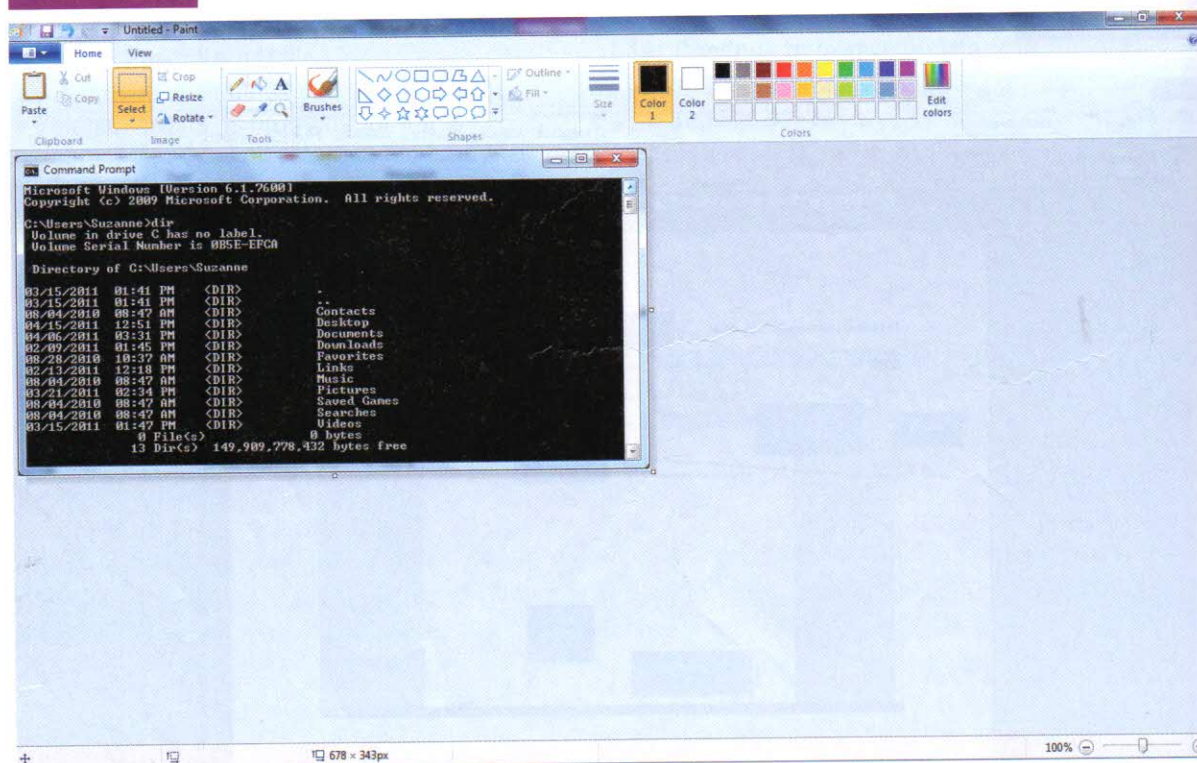 Untitled - Paint
Home View
Cut
Copy
Paste
Clipboard
Select
Crop
Resize
Rotate
Image
Tools
Brushes
Shapes
Outline
Fill
Size
Color 1
Color 2
Edit colors
Colors
Command Prompt
Microsoft Windows [Version 6.1.7600]
Copyright (c) 2009 Microsoft Corporation. All rights reserved.
C:\Users\Suzanne>dir
Volume in drive C has no label.
Volume Serial Number is 0B5E-EFCA
Directory of C:\Users\Suzanne
03/15/2011 01:41 PM <DIR> .
03/15/2011 01:41 PM <DIR> ..
08/04/2010 08:47 AM <DIR> Contacts
04/15/2011 12:51 PM <DIR> Desktop
04/06/2011 03:31 PM <DIR> Documents
02/09/2011 01:45 PM <DIR> Downloads
08/28/2010 10:37 AM <DIR> Favorites
02/13/2011 12:18 PM <DIR> Links
08/04/2010 08:47 AM <DIR> Music
03/21/2011 02:34 PM <DIR> Pictures
08/04/2010 08:47 AM <DIR> Saved Games
08/04/2010 08:47 AM <DIR> Searches
03/15/2011 01:47 PM <DIR> Videos
0 File(s) 0 bytes
13 Dir(s) 149,909,778,432 bytes free
678 × 343px
100%